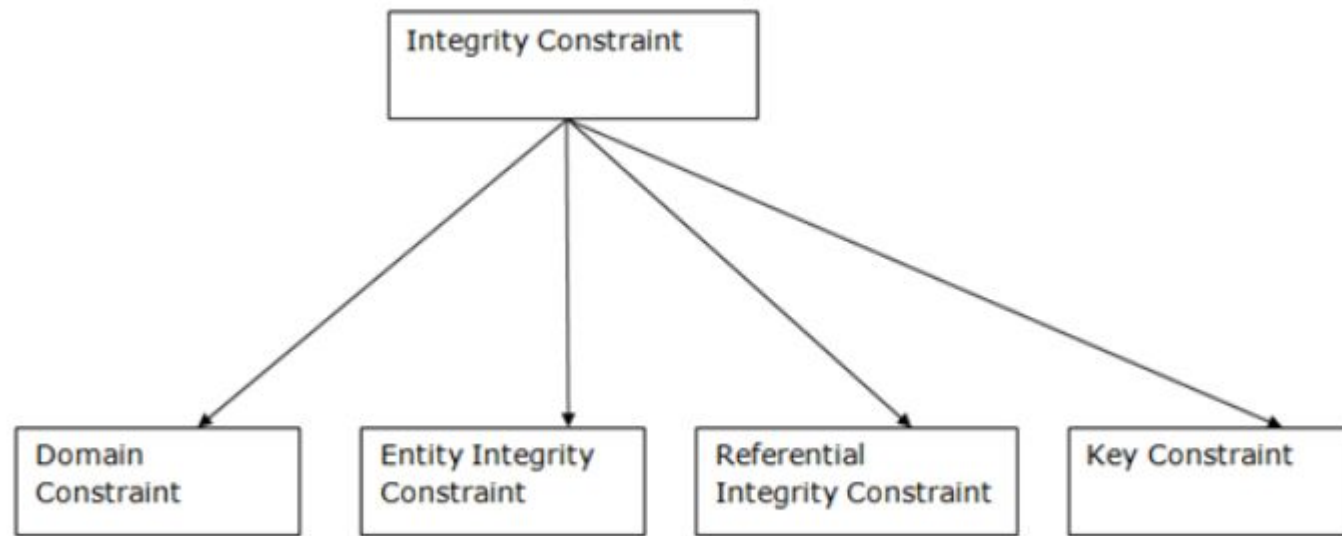 Integrity Constraint
Domain
Constraint
Entity Integrity
Constraint
Referential
Integrity Constraint
Key Constraint